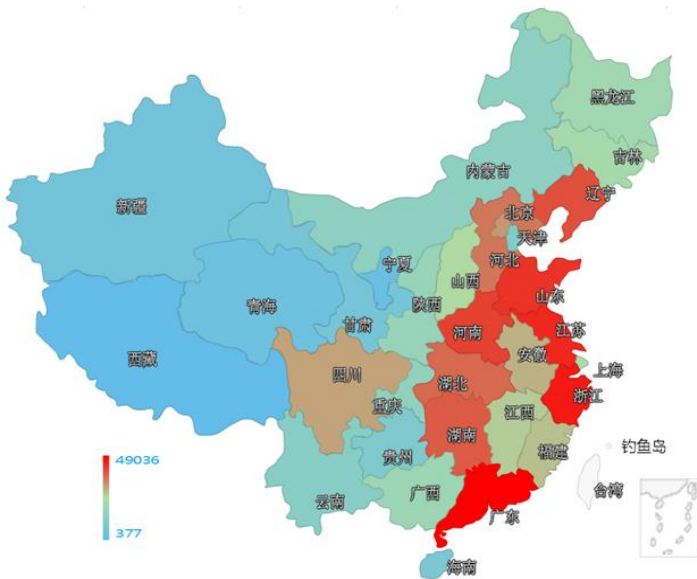 黑龙江
吉林
内蒙古
辽宁
新疆
北京
天津
宁夏
河北
山西
山东
青海
陕西
甘肃
河南
江苏
西藏
安徽
上海
四川
湖北
浙江
重庆
江西
湖南
福建
钓鱼岛
贵州
49036
云南
广西
台湾
广东
377
海南